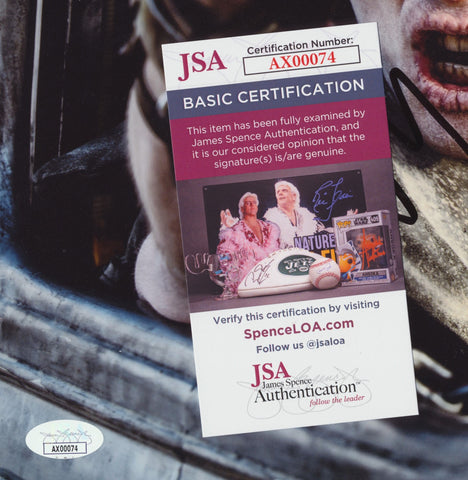 JSA
Certification Number:
AX00074
BASIC CERTIFICATION
This item has been fully examined by
James Spence Authentication, and
it is our considered opinion that the
signature(s) is/are genuine.
NATURE
JETS
Verify this certification by visiting
SpenceLOA.com
Follow us @jsaloa
JSA
James Spence
Authentication™
follow the leader
AX00074